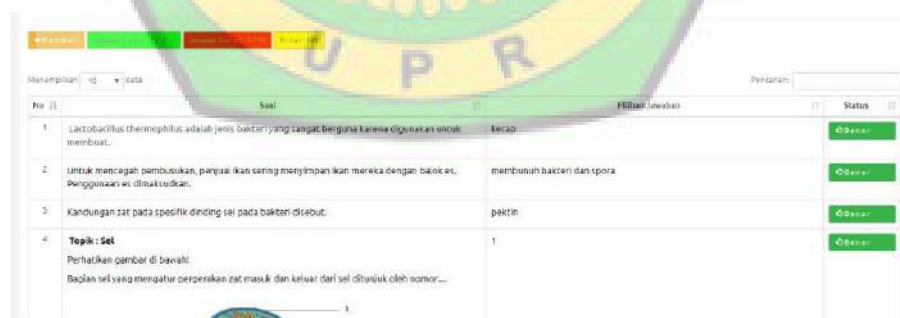 Kembali
Nilai: 100
U P R
Menampilkan 10 data
Pencarian:
No Soal Pilihan Jawaban Status
1 Lactobacillus thermophilus adalah jenis bakteri yang sangat berguna karena digunakan untuk membuat. kecap Benar
2 Untuk mencegah pembusukan, penjual ikan sering menyimpan ikan mereka dengan balok es. Penggunaan es dimaksudkan. membunuh bakteri dan spora Benar
3 Kandungan zat pada spesifik dinding sel pada bakteri disebut. pektin Benar
4 Topik : Sel 1 Benar
Perhatikan gambar di bawah!
Bagian sel yang mengatur pergerakan zat masuk dan keluar dari sel ditunjuk oleh nomor....
1